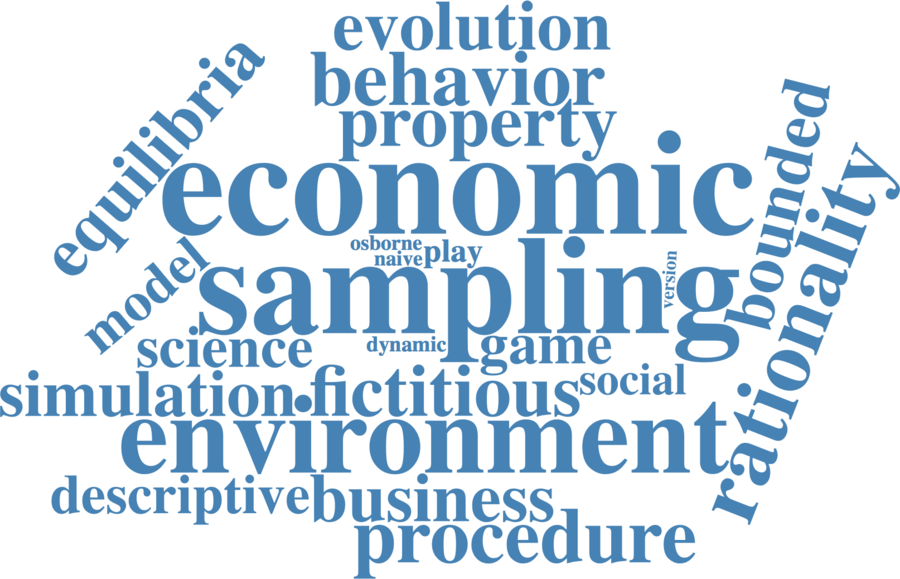 evolution
behavior
property
equilibria
economic
bounded
rationality
osborne
naive play
model
sampling
version
science
dynamic
game
simulation
fictitious
social
environment
descriptive
business
procedure